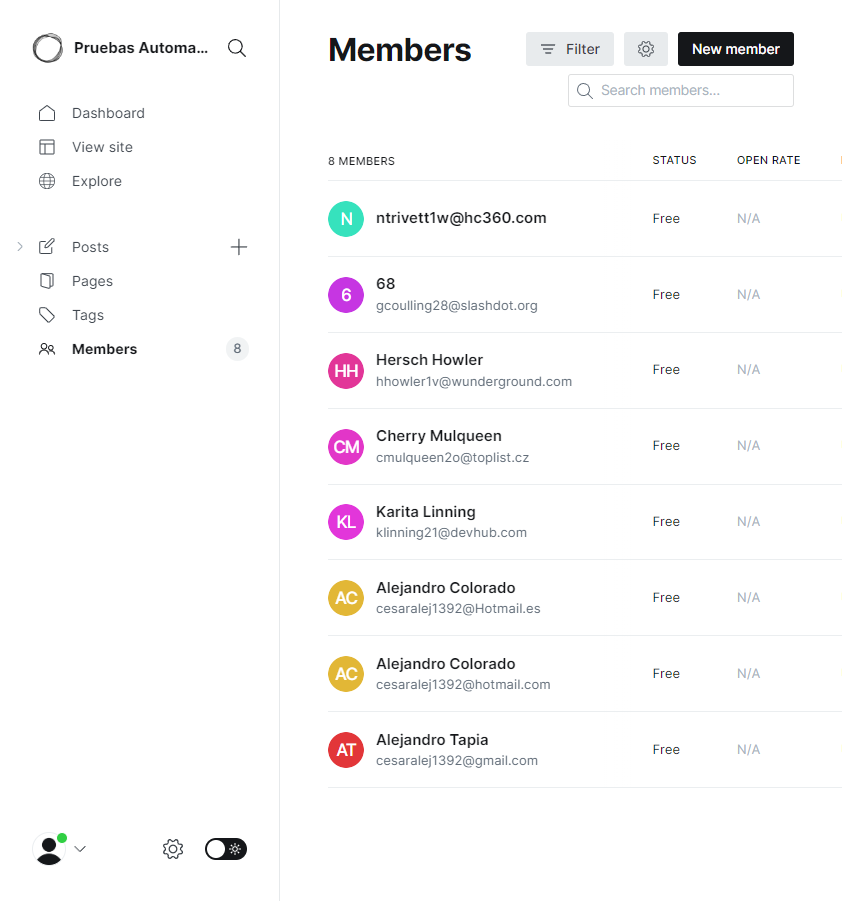 Pruebas Automa...
Dashboard
View site
Explore
Posts
Pages
Tags
Members
8
Members
Filter
New member
Search members...
8 MEMBERS
STATUS
OPEN RATE
N
ntrivett1w@hc360.com
Free
N/A
6
68
gcoulling28@slashdot.org
Free
N/A
HH
Hersch Howler
hhowler1v@wunderground.com
Free
N/A
CM
Cherry Mulqueen
cmulqueen2o@toplist.cz
Free
N/A
KL
Karita Linning
klinning21@devhub.com
Free
N/A
AC
Alejandro Colorado
cesaralej1392@Hotmail.es
Free
N/A
AC
Alejandro Colorado
cesaralej1392@hotmail.com
Free
N/A
AT
Alejandro Tapia
cesaralej1392@gmail.com
Free
N/A